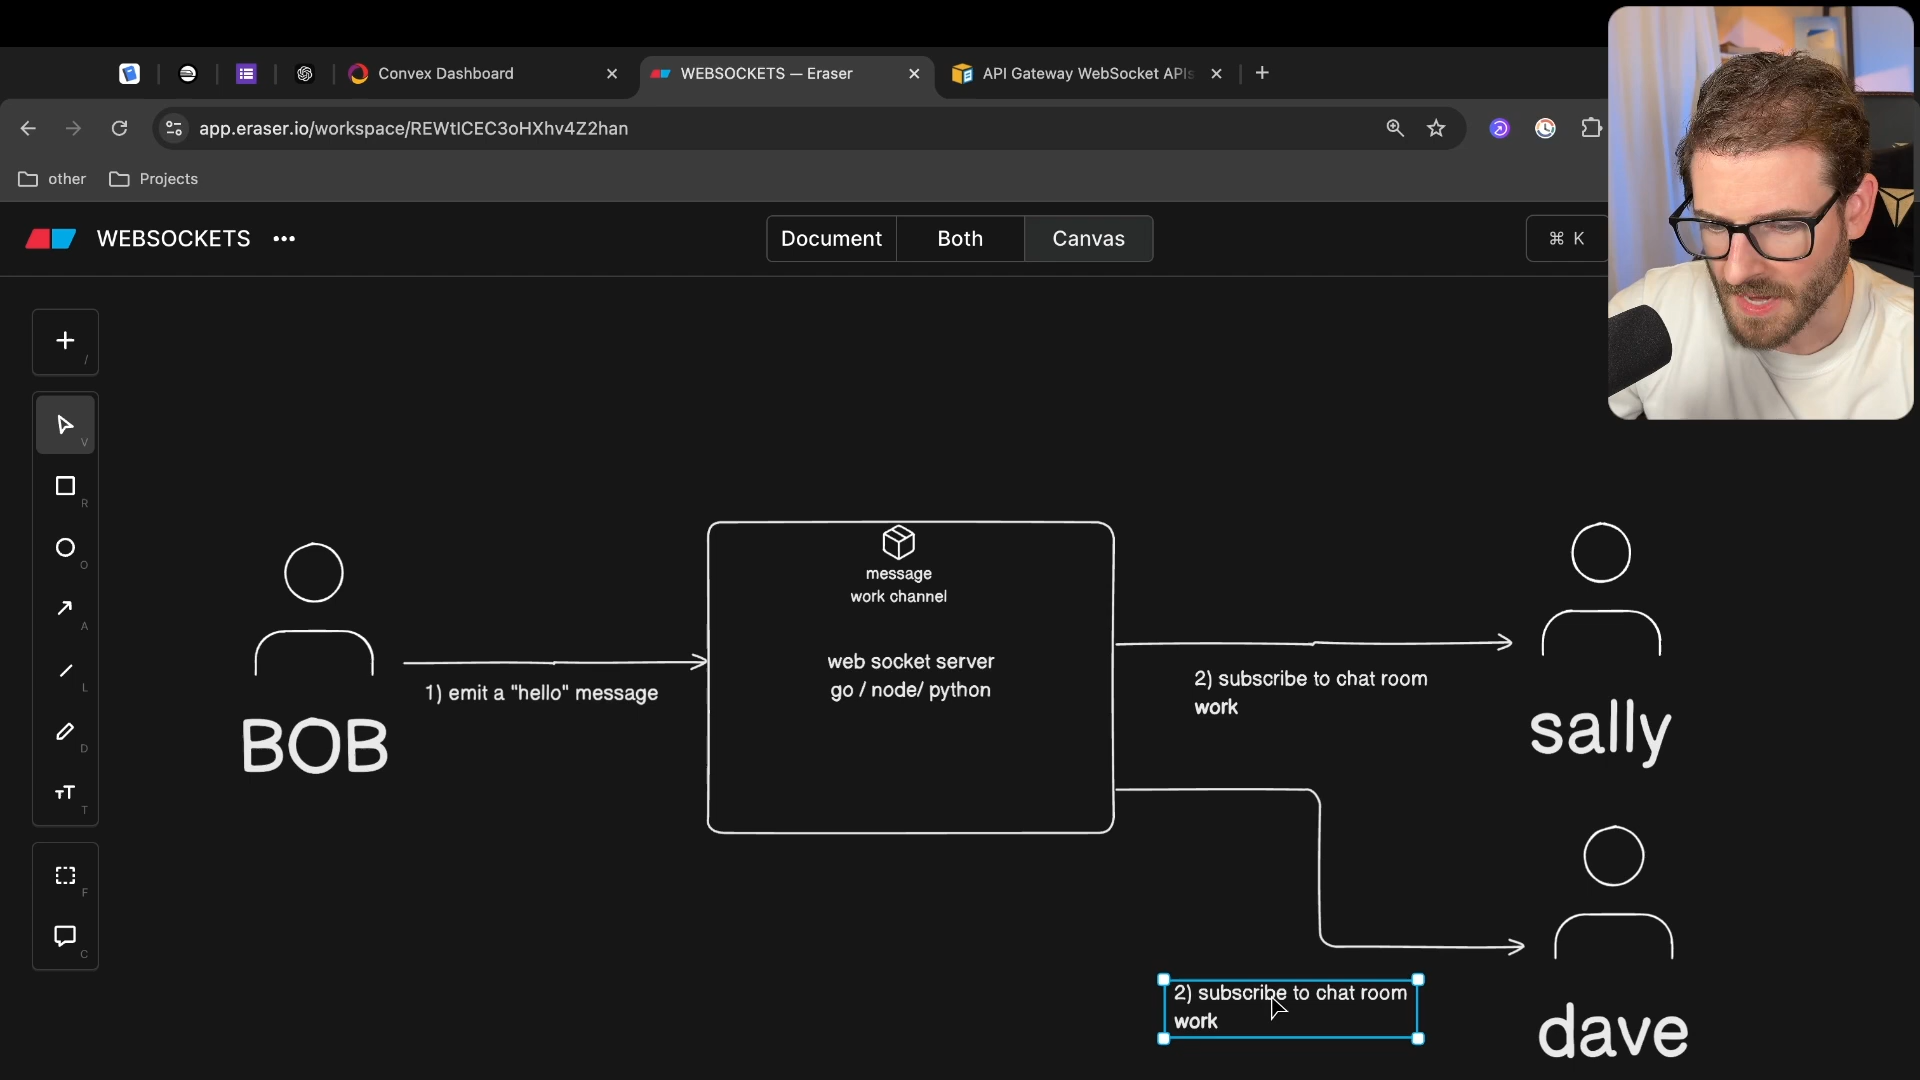 Convex Dashboard
WEBSOCKETS — Eraser
API Gateway WebSocket APIs
app.eraser.io/workspace/REWtlCEC3oHXhv4Z2han
other
Projects
WEBSOCKETS
Document
Both
Canvas
⌘ K
/
V
R
O
A
L
D
T
F
C
message
work channel
web socket server
go / node/ python
1) emit a "hello" message
BOB
2) subscribe to chat room
work
sally
2) subscribe to chat room
work
dave